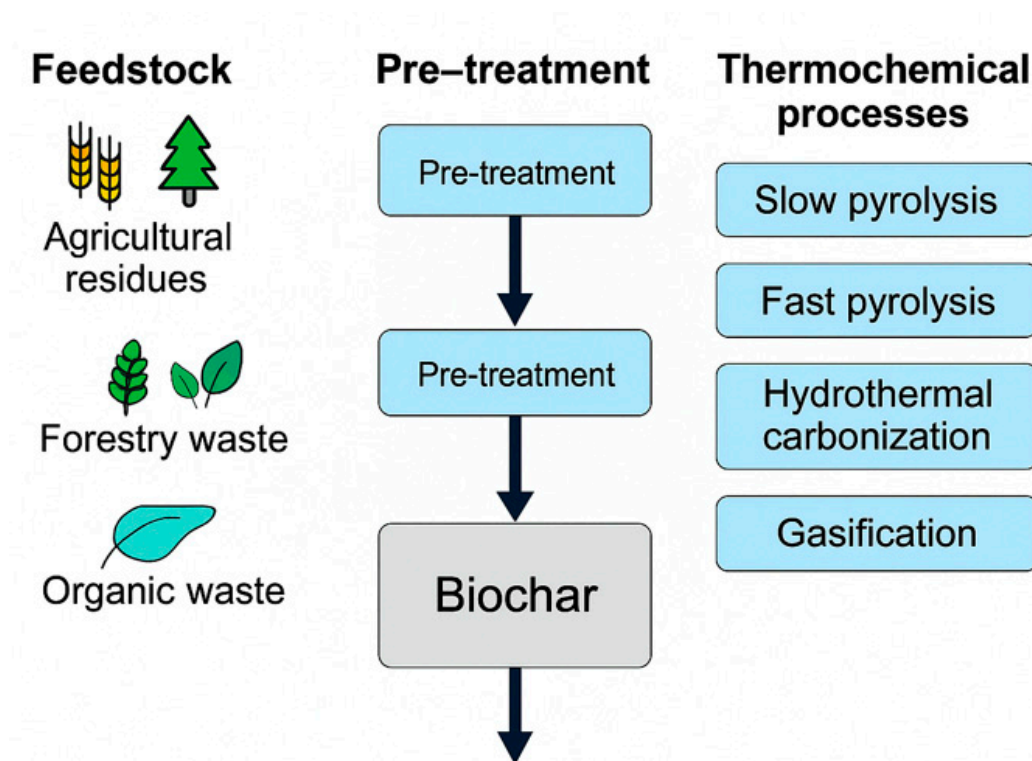 Feedstock
Agricultural
residues
Forestry waste
Organic waste
Pre–treatment
Pre-treatment
Pre-treatment
Biochar
Thermochemical
processes
Slow pyrolysis
Fast pyrolysis
Hydrothermal
carbonization
Gasification